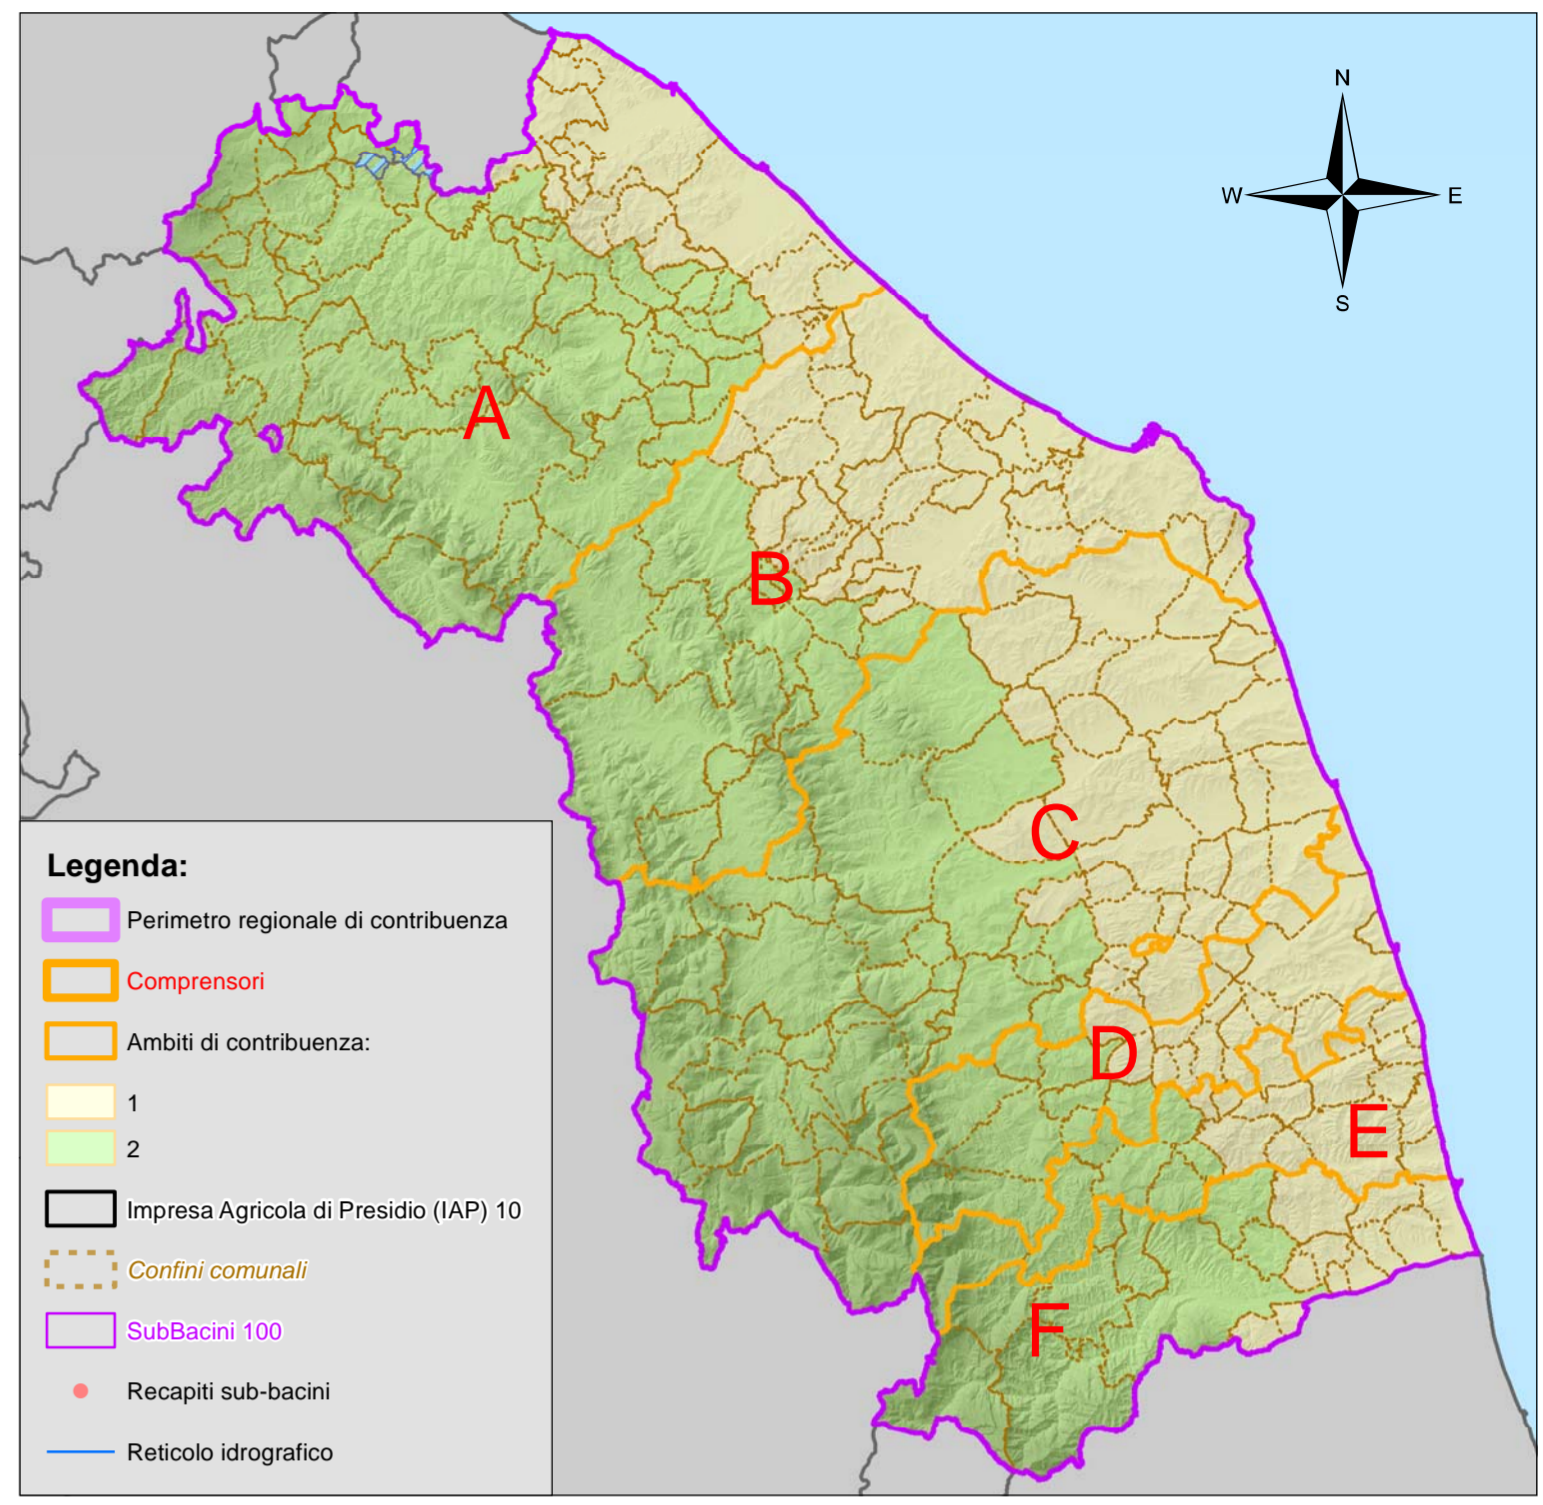 N
W
E
S
A
B
C
D
E
F
Legenda:
Perimetro regionale di contribuenza
Comprensori
Ambiti di contribuenza:
1
2
Impresa Agricola di Presidio (IAP) 10
Confini comunali
SubBacini 100
Recapiti sub-bacini
Reticolo idrografico